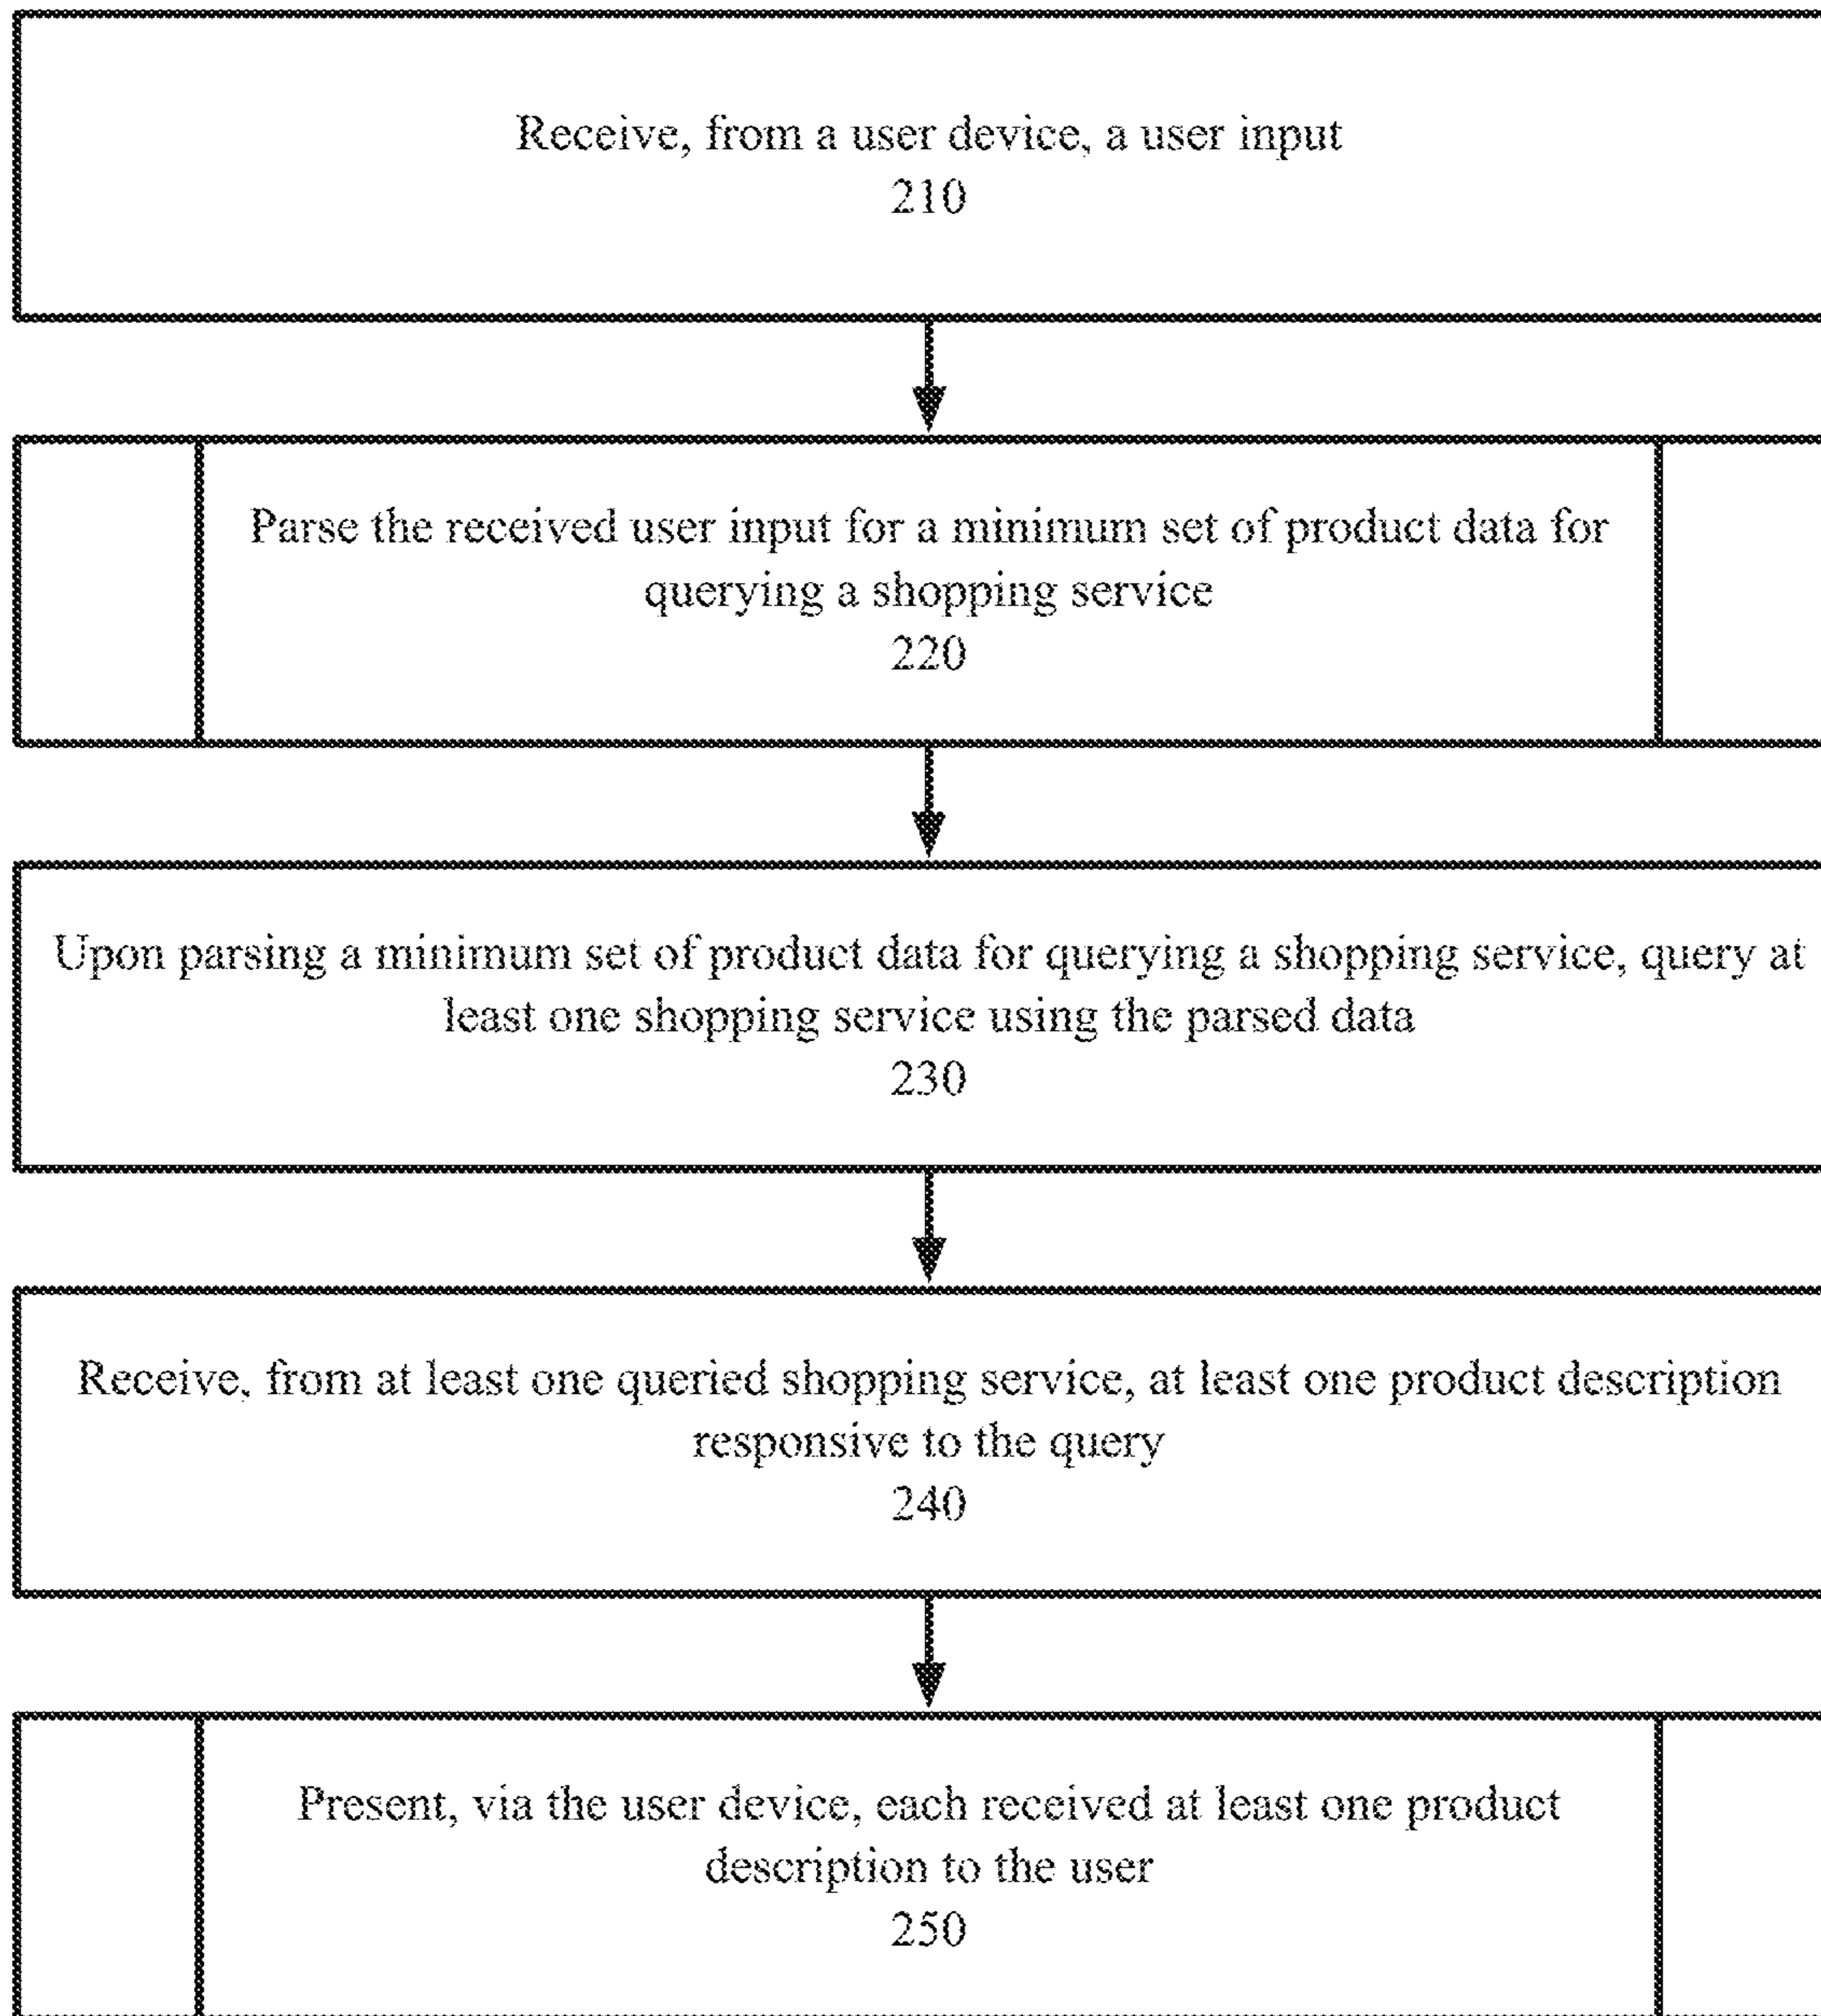 Receive, from a user device, a user input
210
Parse the received user input for a minimum set of product data for
querying a shopping service
220
Upon parsing a minimum set of product data for querying a shopping service, query at
least one shopping service using the parsed data
230
Receive, from at least one queried shopping service, at least one product description
responsive to the query
240
Present, via the user device, each received at least one product
description to the user
250